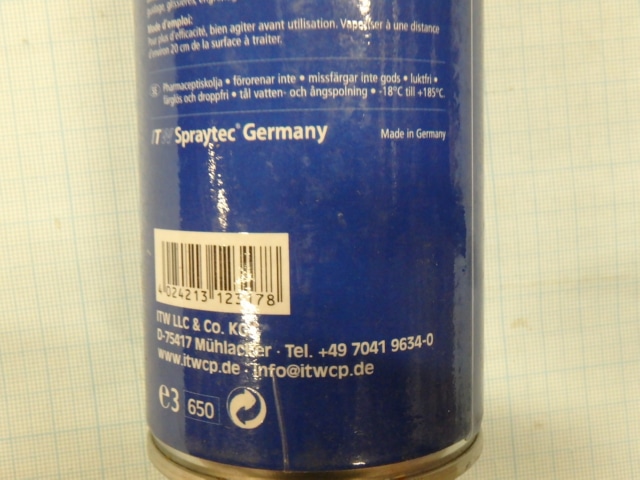 Mode d'emploi:
Pour plus d'efficacité, bien agiter avant utilisation. Vaporiser à une distance
d'environ 20 cm de la surface à traiter.
Pharmaceptiskolja • förorenar inte • missfärgar inte gods • luktfri •
färglös och droppfri • tål vatten- och ångspolning • -18°C till +185°C.
ITW Spraytec® Germany
Made in Germany
4 024213 123178
ITW LLC & Co. KG
D-75417 Mühlacker · Tel. +49 7041 9634-0
www.itwcp.de · info@itwcp.de
e3 650